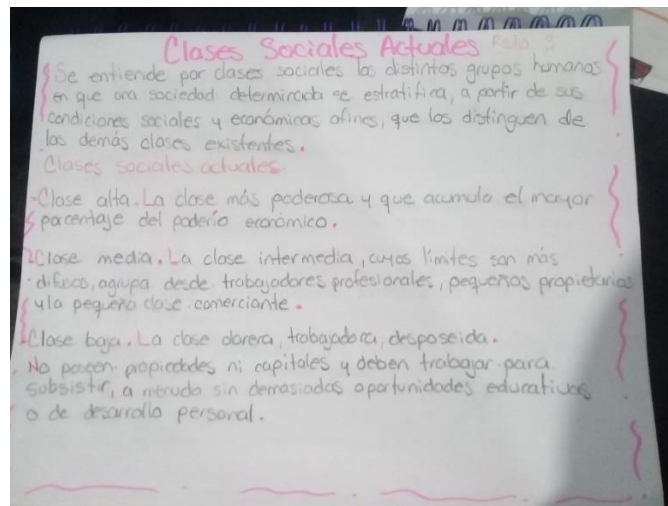 Clases Sociales Actuales
Se entiende por clases sociales los distintos grupos humanos
en que una sociedad determinada se estratifica, a partir de sus
condiciones sociales y económinas afines, que los distinguen de
las demás clases existentes.
Clases sociales actuales
-Clase alta. La clase más poderosa y que acumula el mayor
porcentaje del poderío económico.
Clase media. La clase intermedia, cuyos límites son más
difusos, agrupa desde trabajadores profesionales, pequeños propietarios
y la pequeña clase comerciante.
Clase baja. La clase obrera, trabajadora, desposeida.
No poseen propiedades ni capitales y deben trabajar para
subsistir, a menudo sin demasiadas oportunidades educativas
o de desarrollo personal.